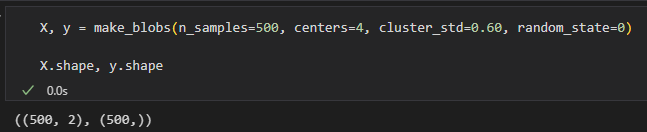 X, y = make_blobs(n_samples=500, centers=4, cluster_std=0.60, random_state=0)
X.shape, y.shape
✓ 0.0s
((500, 2), (500,))